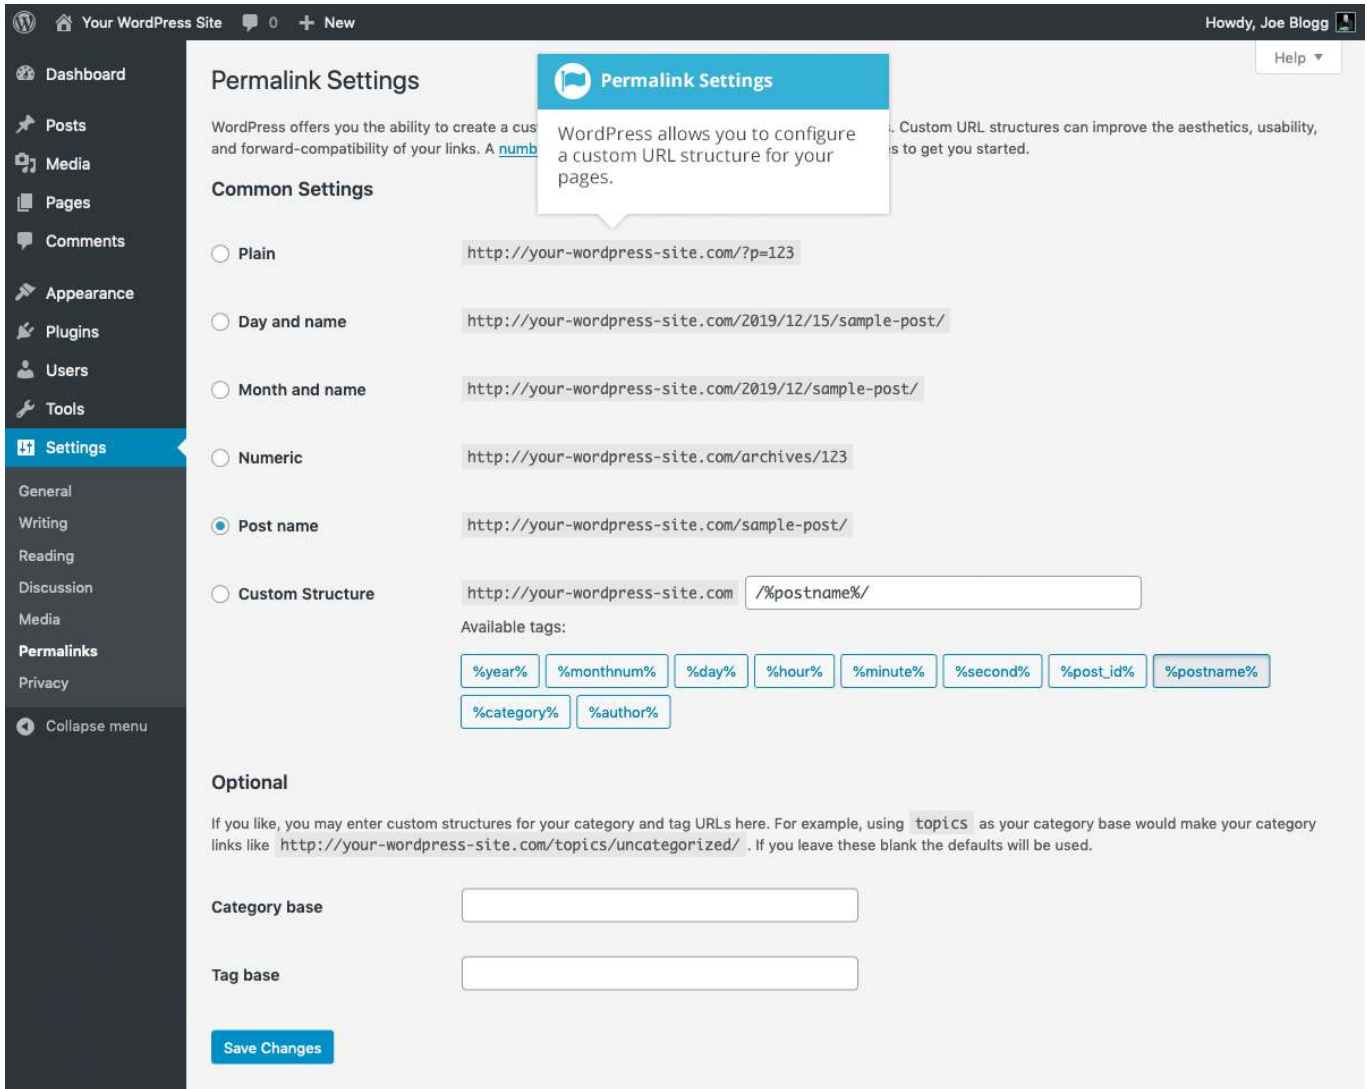 Your WordPress Site 0 New Howdy, Joe Blogg
Help
Dashboard
Posts
Media
Pages
Comments
Appearance
Plugins
Users
Tools
Settings
General
Writing
Reading
Discussion
Media
Permalinks
Privacy
Collapse menu
Permalink Settings
WordPress offers you the ability to create a cus . Custom URL structures can improve the aesthetics, usability,
and forward-compatibility of your links. A numb s to get you started.
Permalink Settings
WordPress allows you to configure
a custom URL structure for your
pages.
Common Settings
Plain http://your-wordpress-site.com/?p=123
Day and name http://your-wordpress-site.com/2019/12/15/sample-post/
Month and name http://your-wordpress-site.com/2019/12/sample-post/
Numeric http://your-wordpress-site.com/archives/123
Post name http://your-wordpress-site.com/sample-post/
Custom Structure http://your-wordpress-site.com /%postname%/
Available tags:
%year% %monthnum% %day% %hour% %minute% %second% %post_id% %postname%
%category% %author%
Optional
If you like, you may enter custom structures for your category and tag URLs here. For example, using topics as your category base would make your category
links like http://your-wordpress-site.com/topics/uncategorized/ . If you leave these blank the defaults will be used.
Category base
Tag base
Save Changes